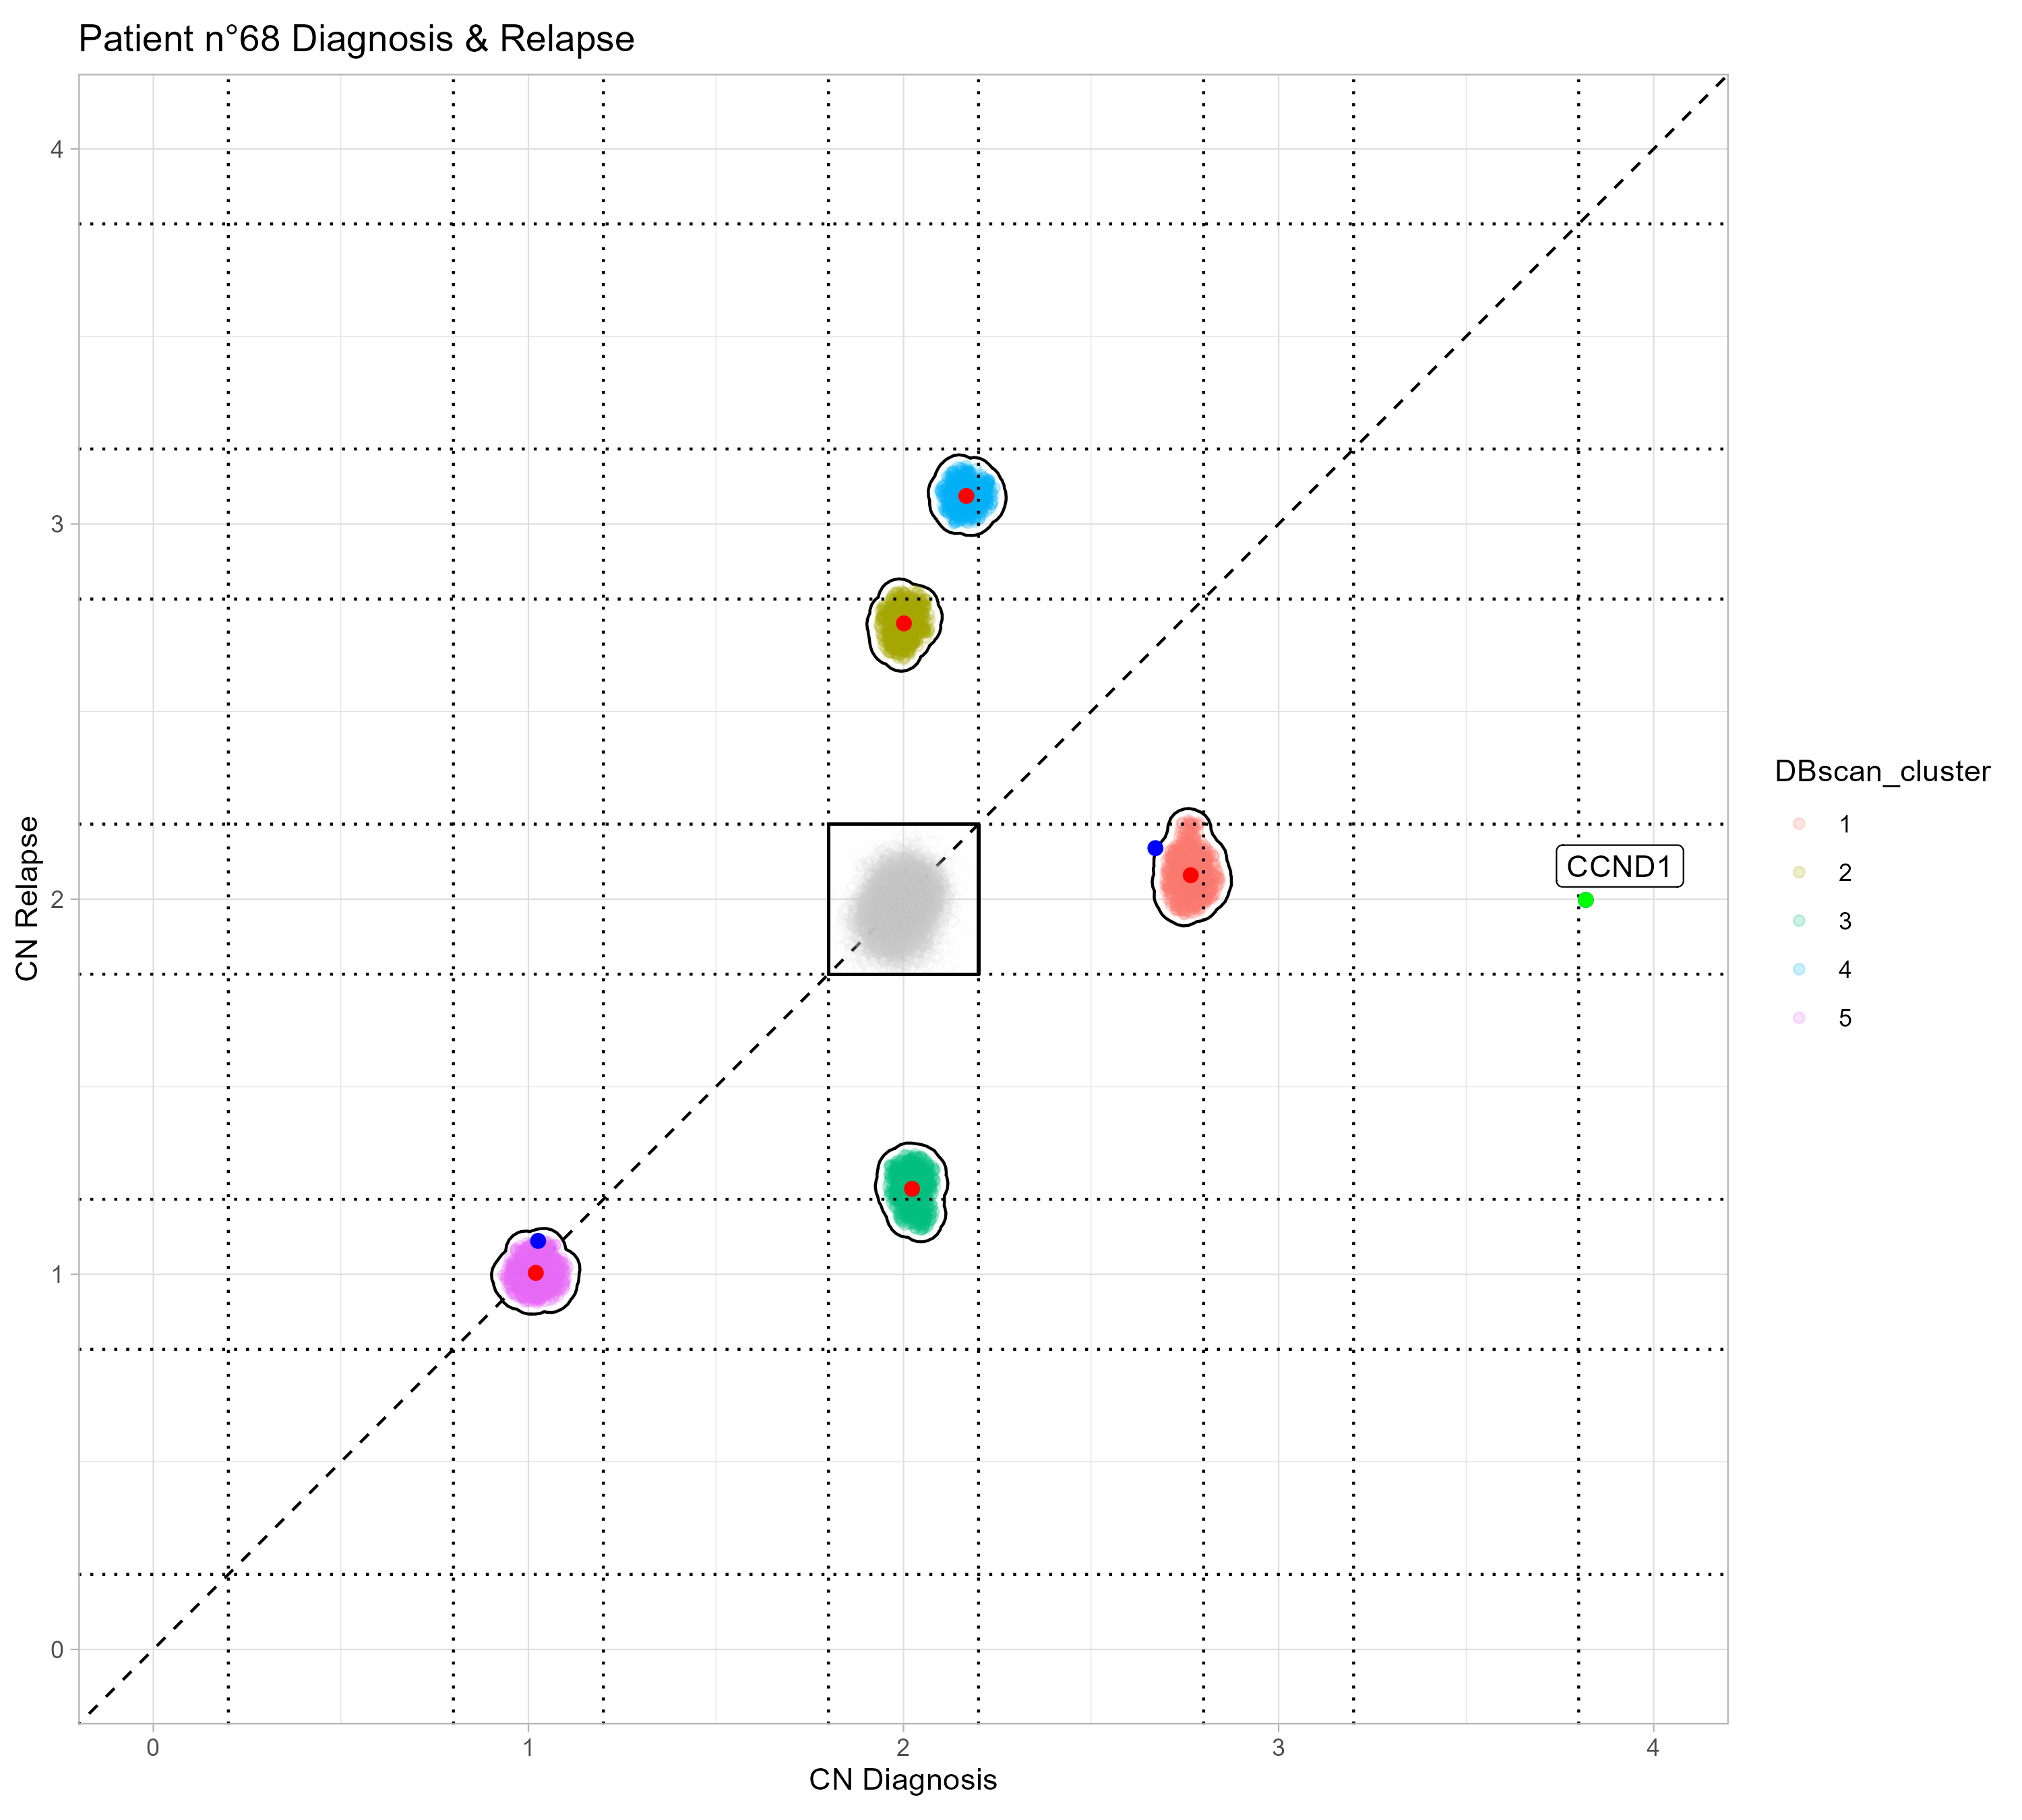 Patient n°68 Diagnosis & Relapse
4
3
2
1
0
CN Relapse
CCND1
0 1 2 3 4
CN Diagnosis
DBscan_cluster
1
2
3
4
5